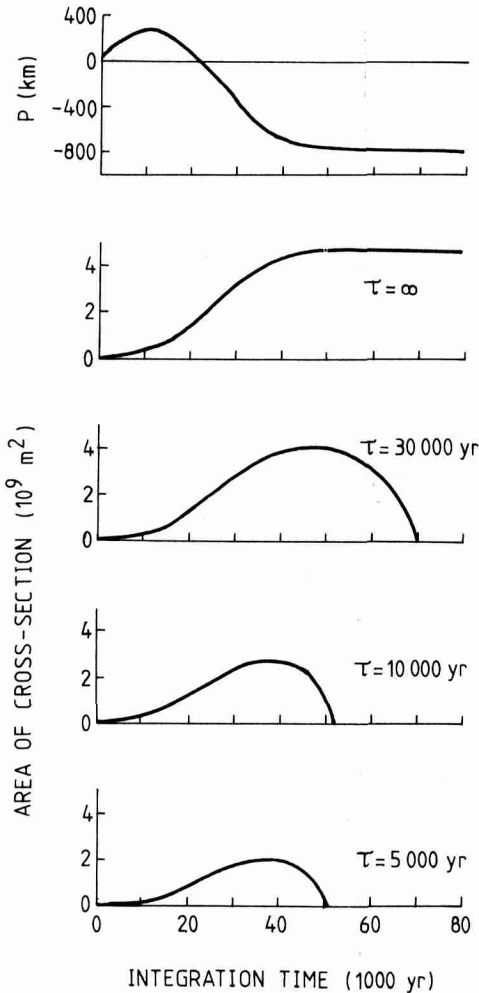 400
0
-400
-800
P (km)
4
2
0
τ = ∞
4
2
0
τ = 30 000 yr
4
2
0
τ = 10 000 yr
4
2
0
τ = 5 000 yr
0 20 40 60 80
AREA OF CROSS-SECTION (10⁹ m²)
INTEGRATION TIME (1000 yr)